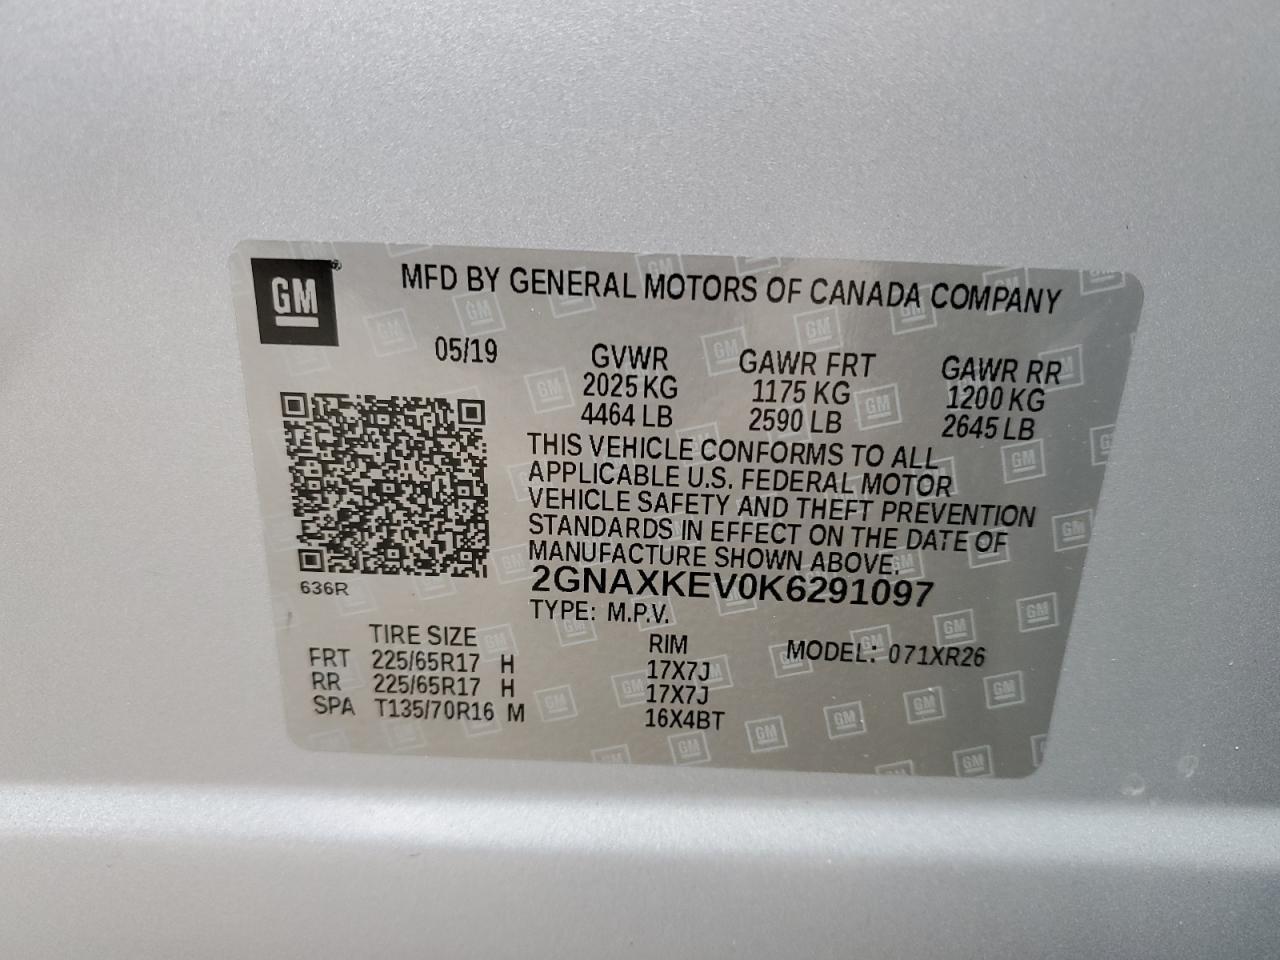 GM
MFD BY GENERAL MOTORS OF CANADA COMPANY
05/19 GVWR GAWR FRT GAWR RR
2025 KG 1175 KG 1200 KG
4464 LB 2590 LB 2645 LB
THIS VEHICLE CONFORMS TO ALL
APPLICABLE U.S. FEDERAL MOTOR
VEHICLE SAFETY AND THEFT PREVENTION
STANDARDS IN EFFECT ON THE DATE OF
MANUFACTURE SHOWN ABOVE.
636R
2GNAXKEV0K6291097
TYPE: M.P.V.
TIRE SIZE RIM MODEL: 071XR26
FRT 225/65R17 H 17X7J
RR 225/65R17 H 17X7J
SPA T135/70R16 M 16X4BT